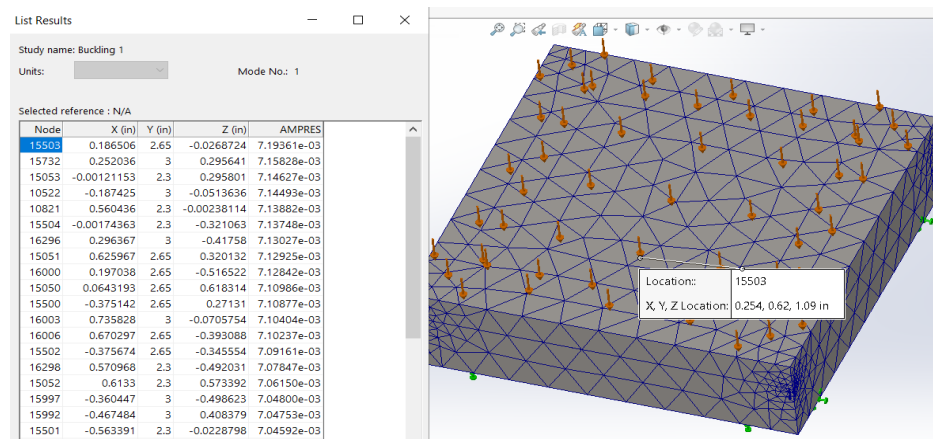 List Results
Study name: Buckling 1
Units:
Mode No.: 1
Selected reference : N/A
Node X (in) Y (in) Z (in) AMPRES
15503 0.186506 2.65 -0.0268724 7.19361e-03
15732 0.252036 3 0.295641 7.15828e-03
15053 -0.00121153 2.3 0.295801 7.14627e-03
10522 -0.187425 3 -0.0513636 7.14493e-03
10821 0.560436 2.3 -0.00238114 7.13882e-03
15504 -0.00174363 2.3 -0.321063 7.13748e-03
16296 0.296367 3 -0.41758 7.13027e-03
15051 0.625967 2.65 0.320132 7.12925e-03
16000 0.197038 2.65 -0.516522 7.12842e-03
15050 0.0643193 2.65 0.618314 7.10986e-03
15500 -0.375142 2.65 0.27131 7.10877e-03
16003 0.735828 3 -0.0705754 7.10404e-03
16006 0.670297 2.65 -0.393088 7.10237e-03
15502 -0.375674 2.65 -0.345554 7.09161e-03
16298 0.570968 2.3 -0.492031 7.07847e-03
15052 0.6133 2.3 0.573392 7.06150e-03
15997 -0.360447 3 -0.498623 7.04800e-03
15992 -0.467484 3 0.408379 7.04753e-03
15501 -0.563391 2.3 -0.0228798 7.04592e-03
Location:: 15503
X, Y, Z Location: 0.254, 0.62, 1.09 in